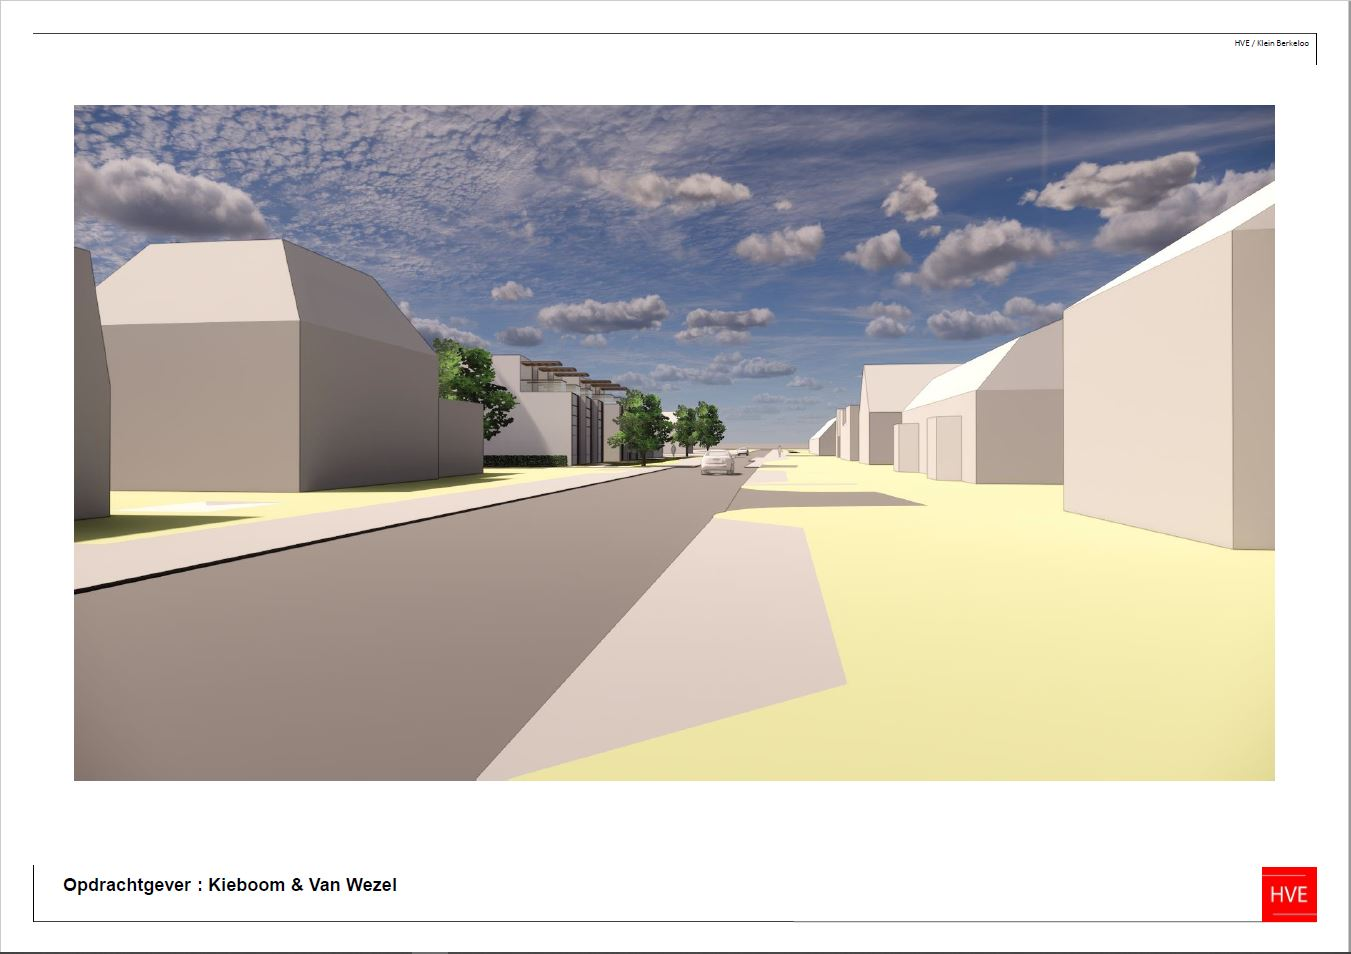 HVE / Klein Berkeloo
Opdrachtgever : Kieboom & Van Wezel
HVE